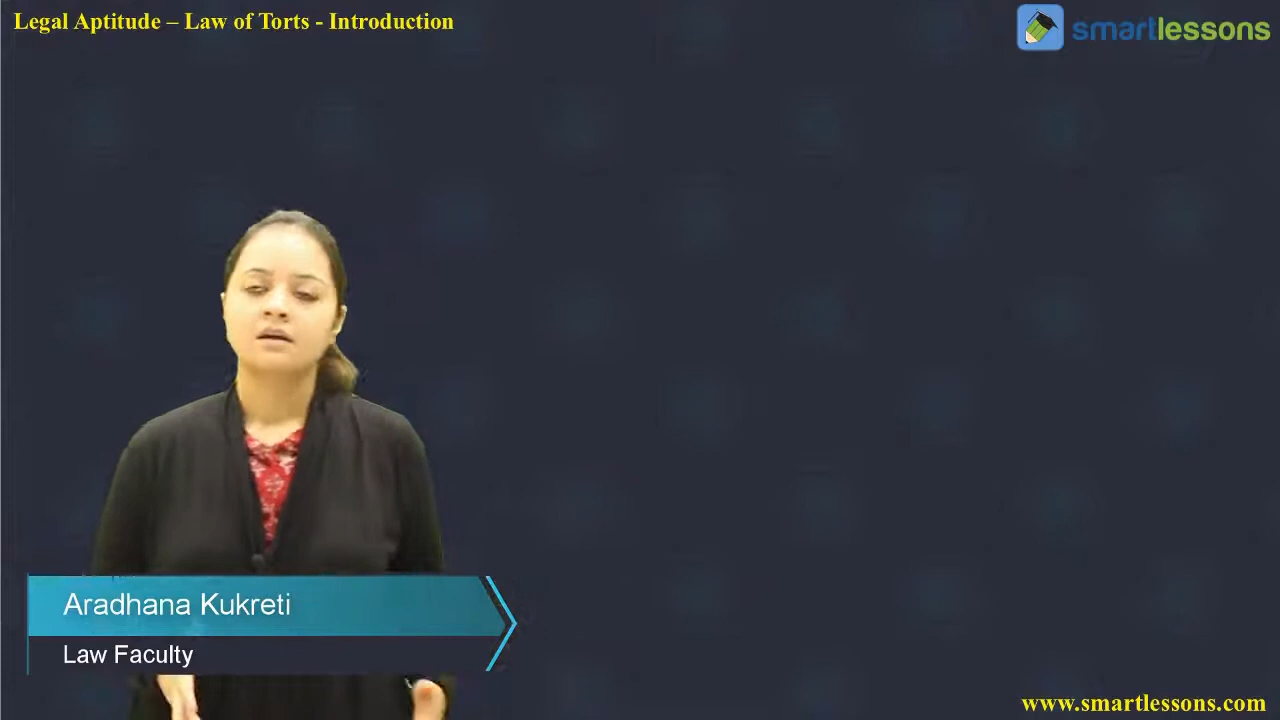 Legal Aptitude – Law of Torts - Introduction
smartlessons
Aradhana Kukreti
Law Faculty
www.smartlessons.com